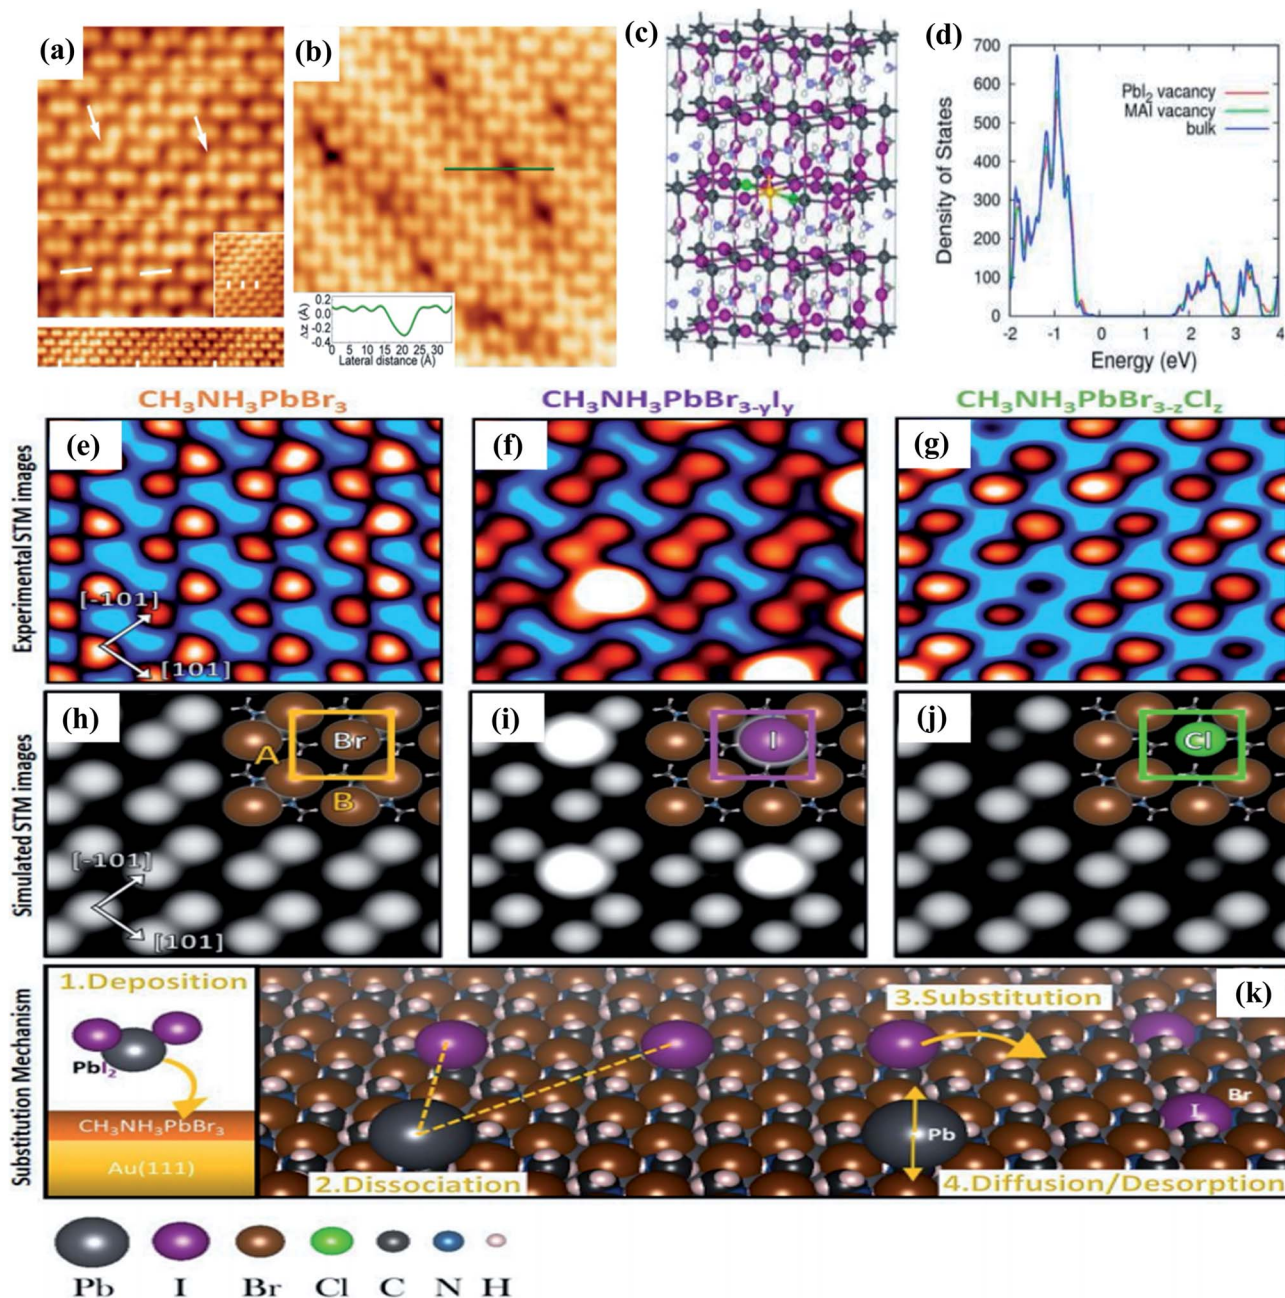 (a)
(b)
0.2
0.0
-0.2
-0.4
Δz (Å)
0 5 10 15 20 25 30
Lateral distance (Å)
(c)
(d)
700
600
500
400
300
200
100
0
Density of States
PbI₂ vacancy
MAI vacancy
bulk
-2 -1 0 1 2 3 4
Energy (eV)
CH₃NH₃PbBr₃
CH₃NH₃PbBr₃₋yIy
CH₃NH₃PbBr₃₋zClz
Experimental STM images
(e)
[-101]
[101]
(f)
(g)
Simulated STM images
(h)
Br
A
B
[-101]
[101]
(i)
I
(j)
Cl
Substitution Mechanism
1.Deposition
PbI₂
CH₃NH₃PbBr₃
Au(111)
2.Dissociation
3.Substitution
(k)
Br
I
Pb
4.Diffusion/Desorption
Pb I Br Cl C N H